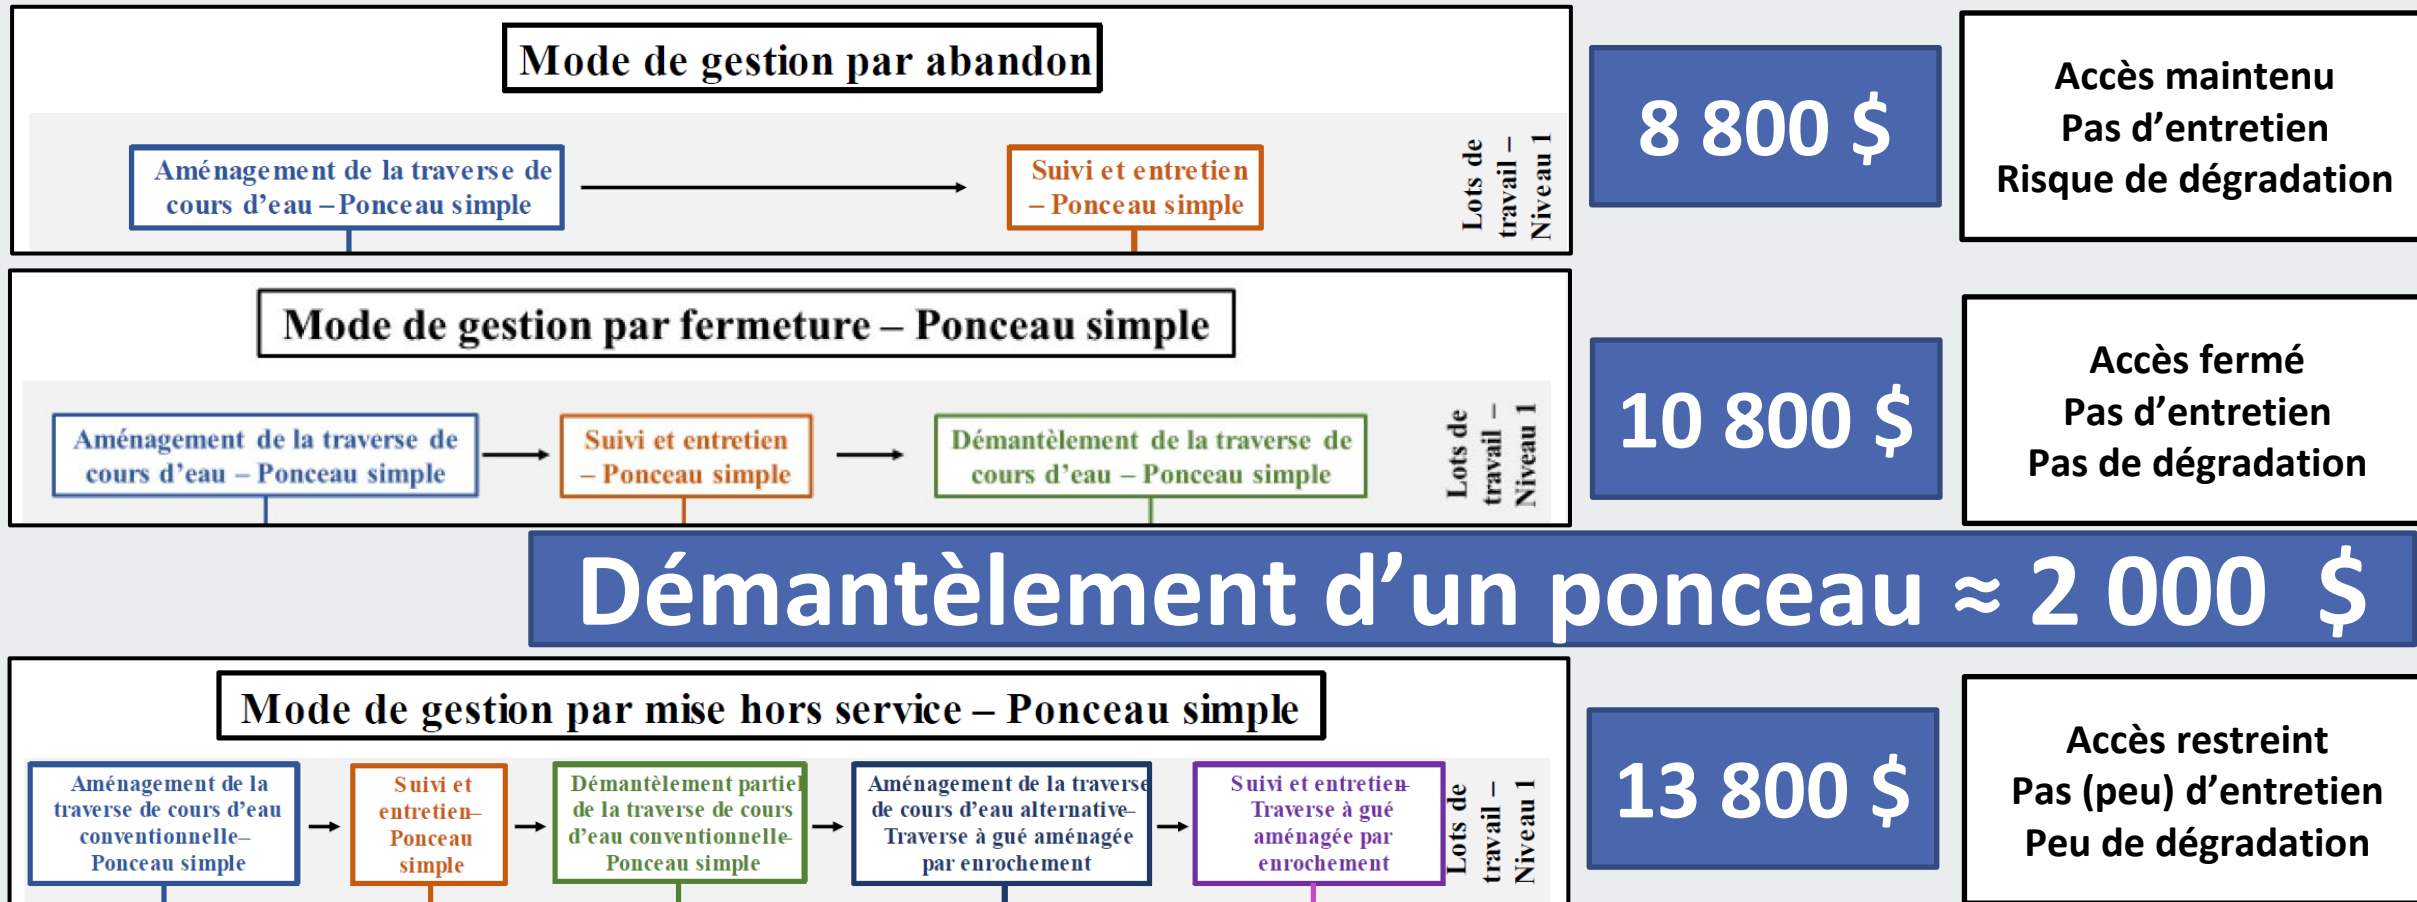 Mode de gestion par abandon
Aménagement de la traverse de
cours d'eau – Ponceau simple
Suivi et entretien
– Ponceau simple
Lots de
travail –
Niveau 1
8 800 $
Accès maintenu
Pas d'entretien
Risque de dégradation
Mode de gestion par fermeture – Ponceau simple
Aménagement de la traverse de
cours d'eau – Ponceau simple
Suivi et entretien
– Ponceau simple
Démantèlement de la traverse de
cours d'eau – Ponceau simple
Lots de
travail –
Niveau 1
10 800 $
Accès fermé
Pas d'entretien
Pas de dégradation
Démantèlement d'un ponceau ≈ 2 000 $
Mode de gestion par mise hors service – Ponceau simple
Aménagement de la
traverse de cours d'eau
conventionnelle–
Ponceau simple
Suivi et
entretien–
Ponceau
simple
Démantèlement partiel
de la traverse de cours
d'eau conventionnelle–
Ponceau simple
Aménagement de la traverse
de cours d'eau alternative–
Traverse à gué aménagée
par enrochement
Suivi et entretien–
Traverse à gué
aménagée par
enrochement
Lots de
travail –
Niveau 1
13 800 $
Accès restreint
Pas (peu) d'entretien
Peu de dégradation